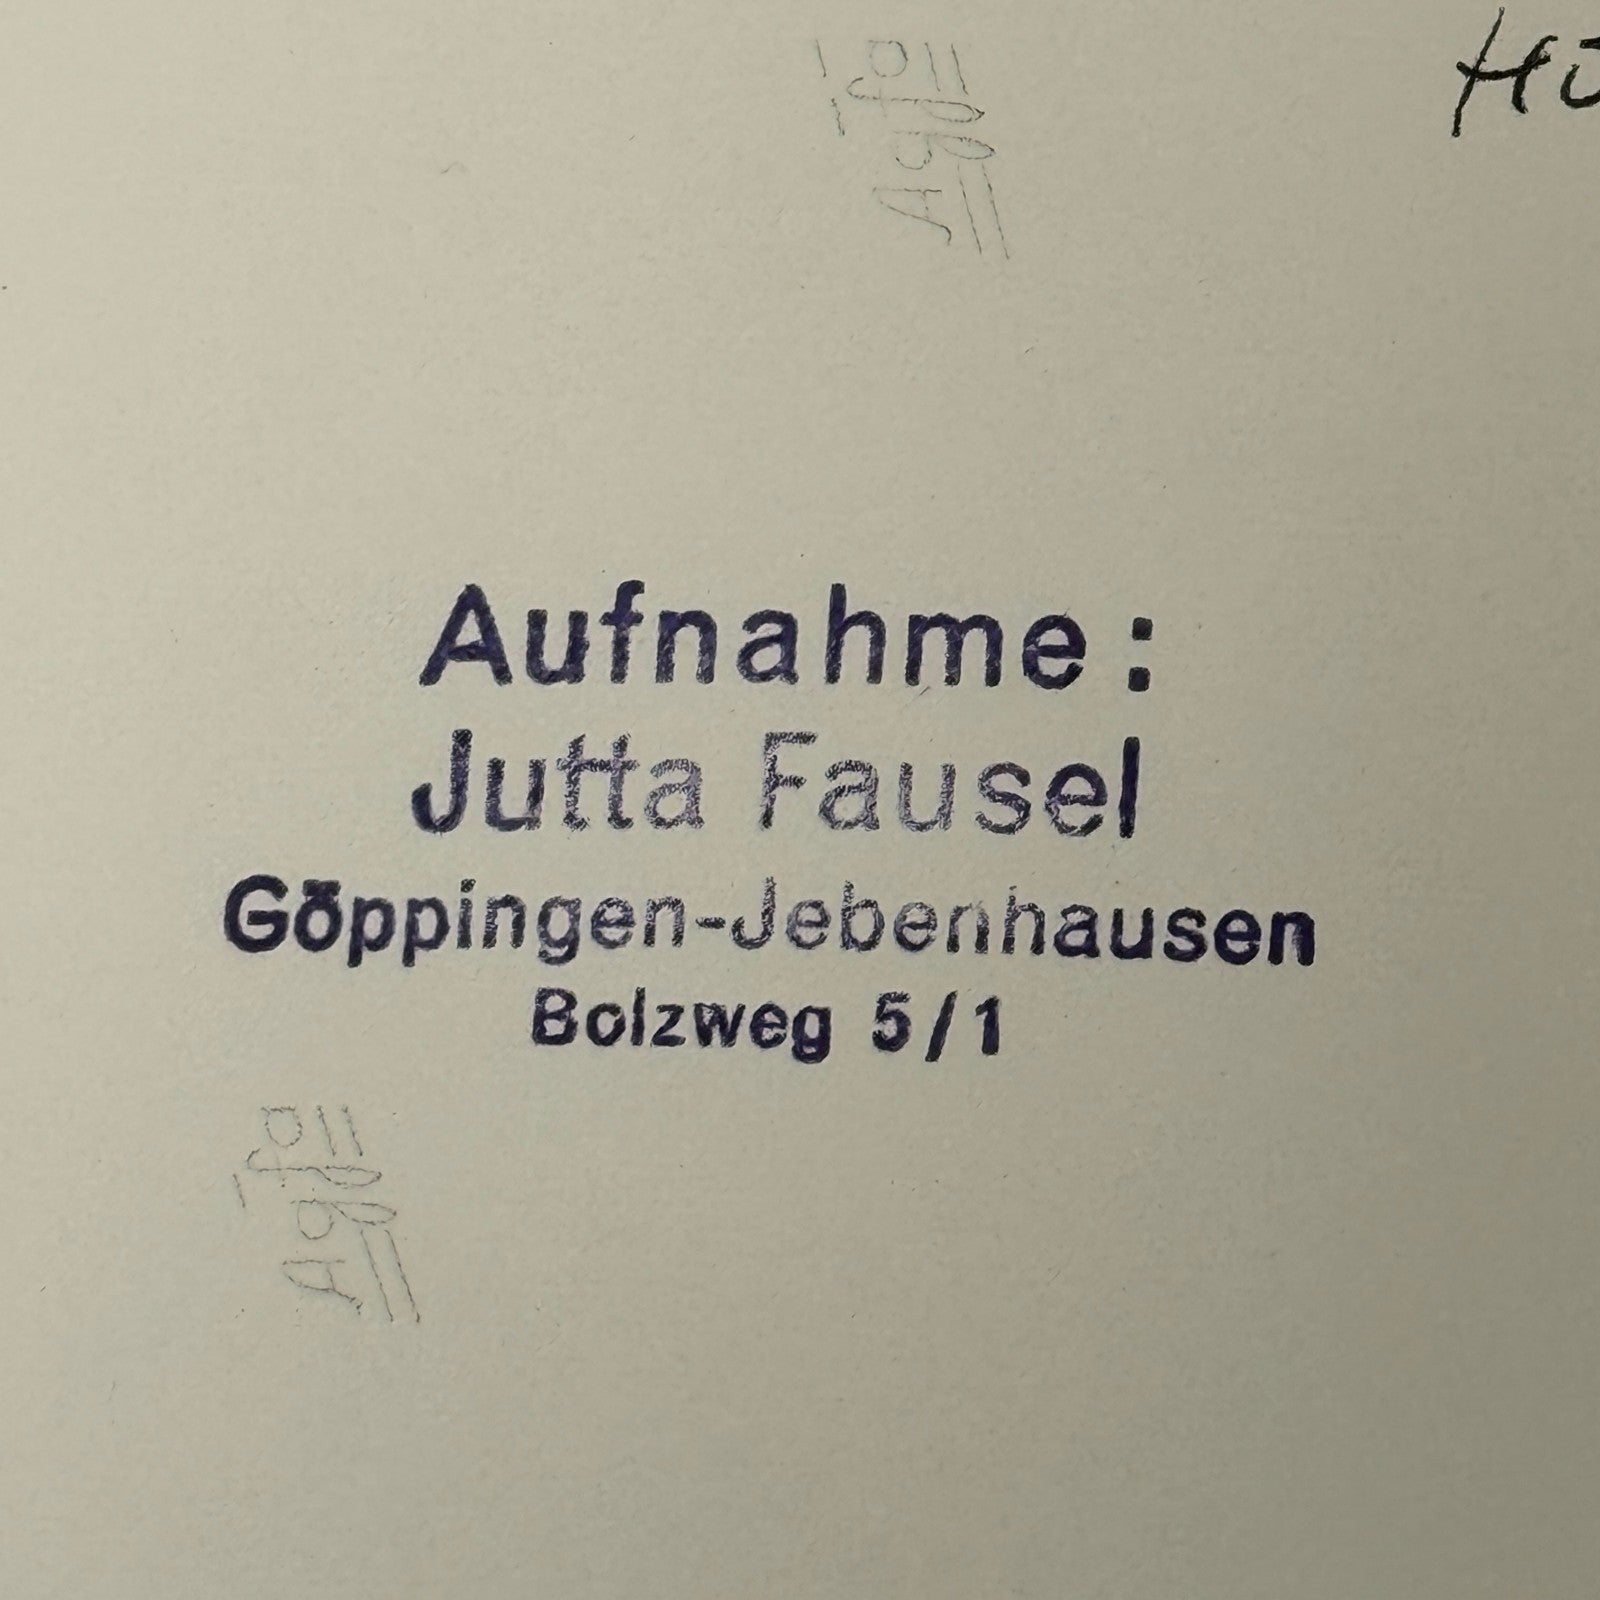 Aufnahme:
Jutta Fausel
Göppingen-Jebenhausen
Bolzweg 5/1
Agfa
Agfa